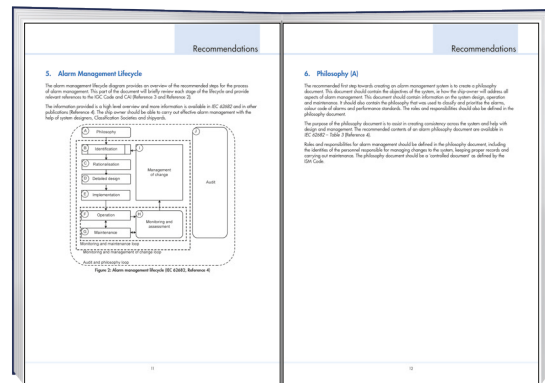 Recommendations
5. Alarm Management Lifecycle
The alarm management lifecycle diagram provides an overview of the recommended steps for the process
of alarm management. This part of the document will briefly review each stage of the lifecycle and provide
relevant references to the IGC Code and CAI (Reference 3 and Reference 2).
The information provided is a high level overview and more information is available in IEC 62682 and in other
publications (Reference 4). The ship owner should be able to carry out effective alarm management with the
help of system designers, Classification Societies and shipyards.
A Philosophy
J
B Identification
I
C Rationalisation
Management
of change
D Detailed design
Audit
E Implementation
F Operation
H
Monitoring and
assessment
G Maintenance
Monitoring and maintenance loop
Monitoring and management of change loop
Audit and philosophy loop
Figure 2: Alarm management lifecycle (IEC 62682, Reference 4)
11
Recommendations
6. Philosophy (A)
The recommended first step towards creating an alarm management system is to create a philosophy
document. This document should contain the objectives of the system, ie how the ship-owner will address all
aspects of alarm management. This document should contain information on the system design, operation
and maintenance. It should also contain the philosophy that was used to classify and prioritise the alarms,
colour code of alarms and performance standards. The roles and responsibilities should also be defined in the
philosophy document.
The purpose of the philosophy document is to assist in creating consistency across the system and help with
design and management. The recommended contents of an alarm philosophy document are available in
IEC 62682 - Table 3 (Reference 4).
Roles and responsibilities for alarm management should be defined in the philosophy document, including
the identities of the personnel responsible for managing changes to the system, keeping proper records and
carrying out maintenance. The philosophy document should be a 'controlled document' as defined by the
ISM Code.
12